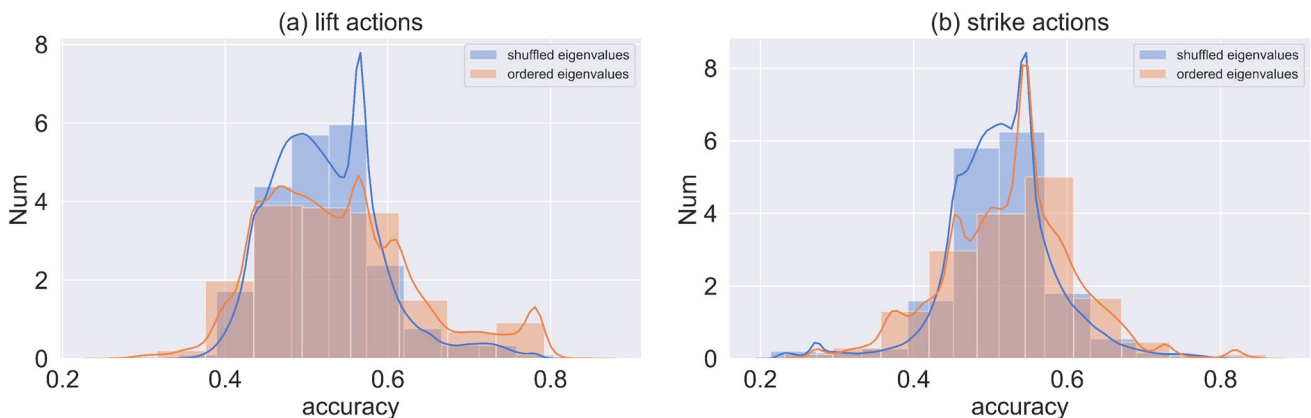 (a) lift actions
8
6
4
2
0
Num
shuffled eigenvalues
ordered eigenvalues
0.2 0.4 0.6 0.8
accuracy
(b) strike actions
8
6
4
2
0
Num
shuffled eigenvalues
ordered eigenvalues
0.2 0.4 0.6 0.8
accuracy